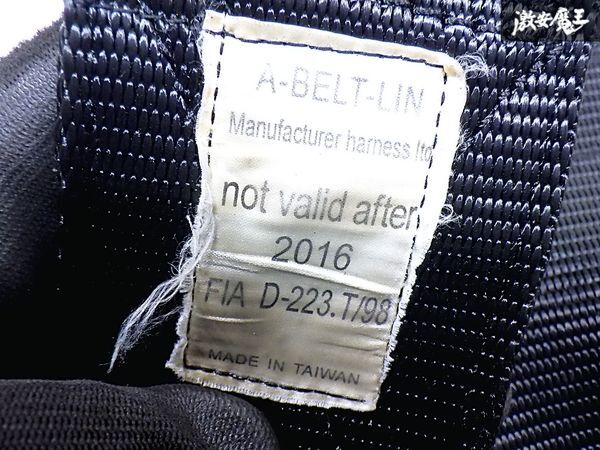 激安魔王
A-BELT-LIN
Manufacturer harness ltd
not valid after
2016
FIA D-223.T/98
MADE IN TAIWAN